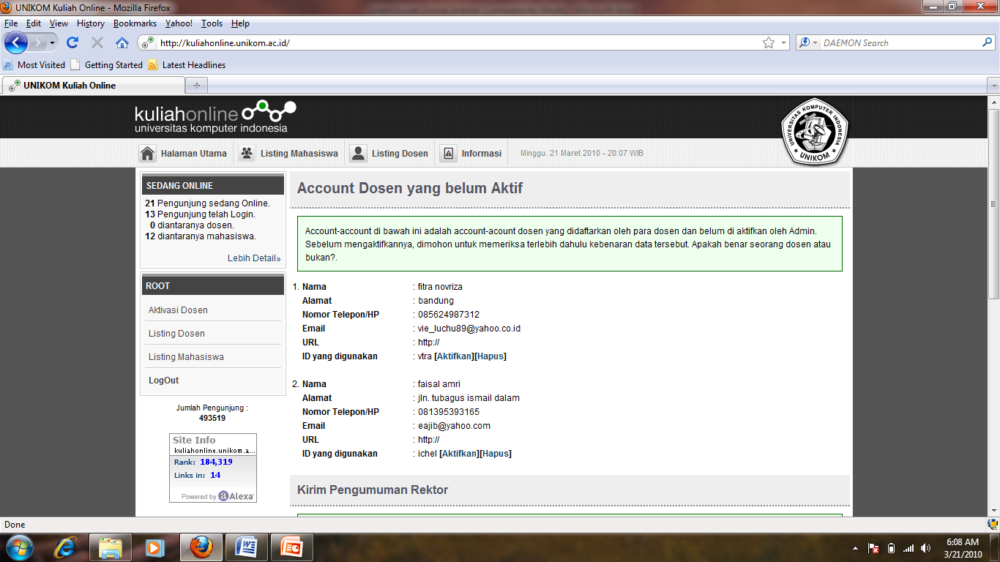 UNIKOM Kuliah Online - Mozilla Firefox
File Edit View History Bookmarks Yahoo! Tools Help
http://kuliahonline.unikom.ac.id/
DAEMON Search
Most Visited Getting Started Latest Headlines
UNIKOM Kuliah Online
kuliahonline
universitas komputer indonesia
UNIVERSITAS KOMPUTER INDONESIA
UNIKOM
Halaman Utama Listing Mahasiswa Listing Dosen Informasi Minggu. 21 Maret 2010 - 20:07 WIB
SEDANG ONLINE
21 Pengunjung sedang Online.
13 Pengunjung telah Login.
0 diantaranya dosen.
12 diantaranya mahasiswa.
Lebih Detail»
ROOT
Aktivasi Dosen
Listing Dosen
Listing Mahasiswa
LogOut
Jumlah Pengunjung :
493519
Site Info
kuliahonline.unikom.a...
Rank: 184,319
Links in: 14
Powered by Alexa
Account Dosen yang belum Aktif
Account-account di bawah ini adalah account-acount dosen yang didaftarkan oleh para dosen dan belum di aktifkan oleh Admin.
Sebelum mengaktifkannya, dimohon untuk memeriksa terlebih dahulu kebenaran data tersebut. Apakah benar seorang dosen atau
bukan?.
1. Nama : fitra novriza
Alamat : bandung
Nomor Telepon/HP : 085624987312
Email : vie_luchu89@yahoo.co.id
URL : http://
ID yang digunakan : vtra [Aktifkan][Hapus]
2. Nama : faisal amri
Alamat : jln. tubagus ismail dalam
Nomor Telepon/HP : 081395393165
Email : eajib@yahoo.com
URL : http://
ID yang digunakan : ichel [Aktifkan][Hapus]
Kirim Pengumuman Rektor
Done
6:08 AM
3/21/2010